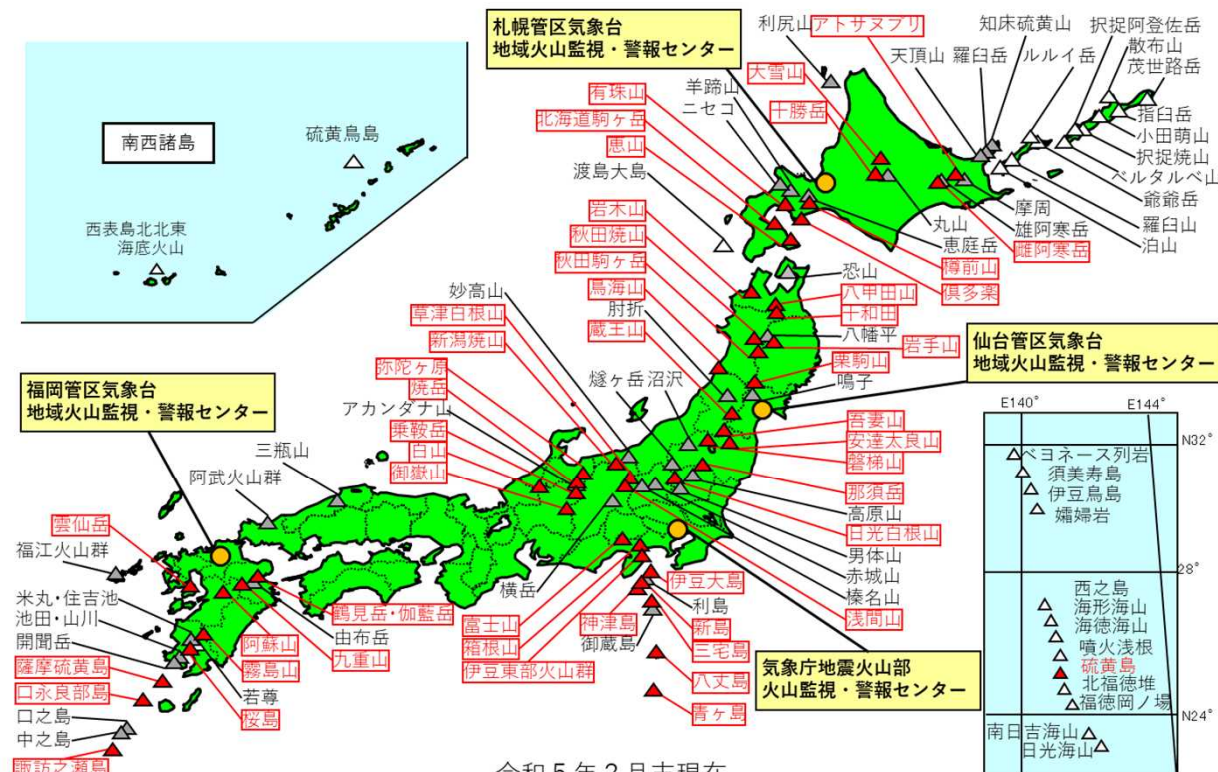 札幌管区気象台
地域火山監視・警報センター
利尻山
アトサヌプリ
知床硫黄山
天頂山
羅臼岳
ルルイ岳
択捉阿登佐岳
散布山
茂世路岳
指臼岳
小田萌山
択捉焼山
ベルタルベ山
爺爺岳
羅臼山
泊山
大雪山
十勝岳
羊蹄山
ニセコ
有珠山
北海道駒ヶ岳
恵山
渡島大島
摩周
雄阿寒岳
雌阿寒岳
丸山
恵庭岳
樽前山
倶多楽
南西諸島
硫黄鳥島
西表島北北東
海底火山
岩木山
秋田焼山
秋田駒ヶ岳
鳥海山
肘折
蔵王山
恐山
八甲田山
十和田
八幡平
岩手山
栗駒山
鳴子
仙台管区気象台
地域火山監視・警報センター
妙高山
草津白根山
新潟焼山
弥陀ヶ原
焼岳
アカンダナ山
乗鞍岳
白山
御嶽山
燧ヶ岳
沼沢
吾妻山
安達太良山
磐梯山
那須岳
高原山
日光白根山
男体山
赤城山
榛名山
浅間山
横岳
福岡管区気象台
地域火山監視・警報センター
三瓶山
阿武火山群
雲仙岳
福江火山群
米丸・住吉池
池田・山川
開聞岳
薩摩硫黄島
口永良部島
口之島
中之島
諏訪之瀬島
鶴見岳・伽藍岳
由布岳
九重山
阿蘇山
霧島山
若尊
桜島
富士山
箱根山
伊豆東部火山群
伊豆大島
利島
新島
神津島
三宅島
御蔵島
八丈島
青ヶ島
気象庁地震火山部
火山監視・警報センター
E140°
E144°
N32°
ベヨネース列岩
須美寿島
伊豆鳥島
孀婦岩
28°
西之島
海形海山
海徳海山
噴火浅根
硫黄島
北福徳堆
福徳岡ノ場
N24°
南日吉海山
日光海山
令和5年2月末現在